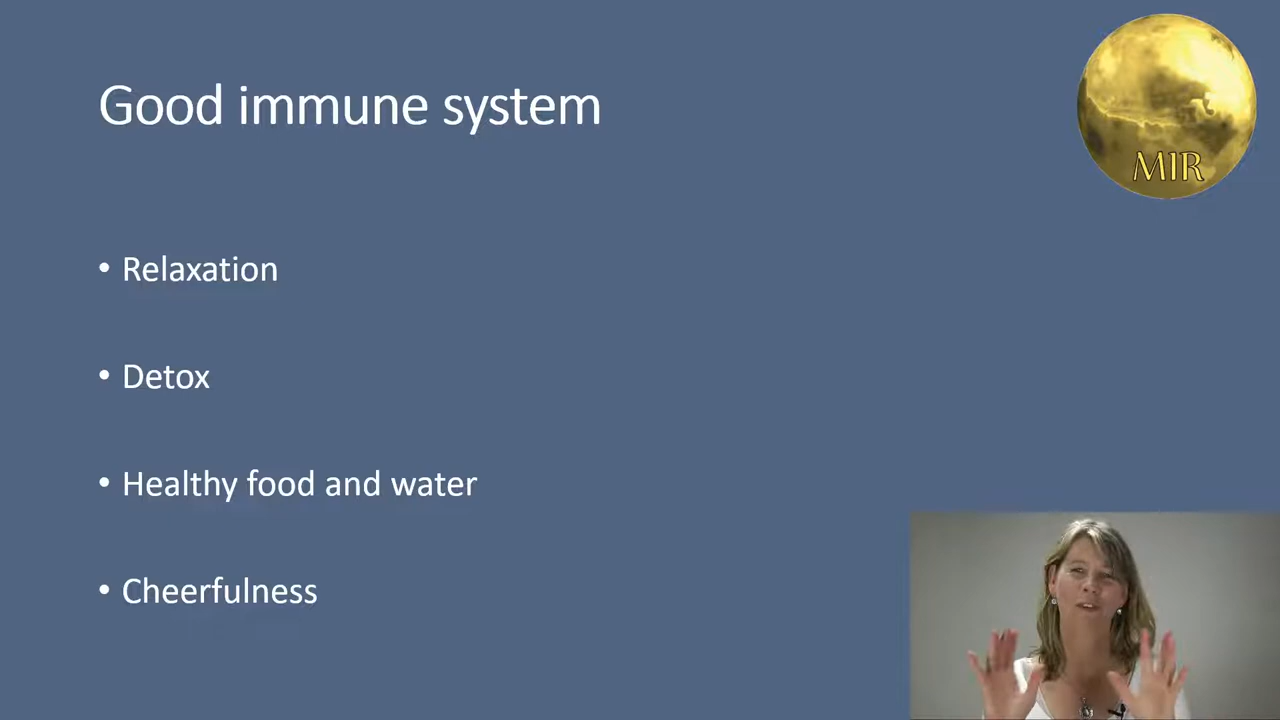 Good immune system
MIR
• Relaxation
• Detox
• Healthy food and water
• Cheerfulness